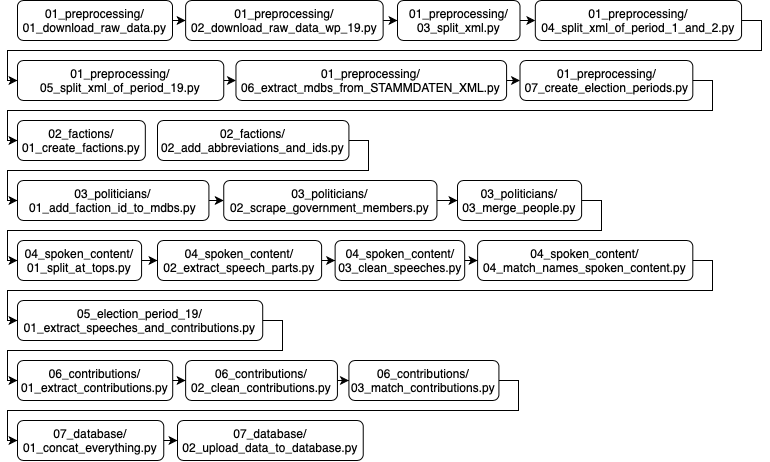 01_preprocessing/
01_download_raw_data.py
01_preprocessing/
02_download_raw_data_wp_19.py
01_preprocessing/
03_split_xml.py
01_preprocessing/
04_split_xml_of_period_1_and_2.py
01_preprocessing/
05_split_xml_of_period_19.py
01_preprocessing/
06_extract_mdbs_from_STAMMDATEN_XML.py
01_preprocessing/
07_create_election_periods.py
02_factions/
01_create_factions.py
02_factions/
02_add_abbreviations_and_ids.py
03_politicians/
01_add_faction_id_to_mdbs.py
03_politicians/
02_scrape_government_members.py
03_politicians/
03_merge_people.py
04_spoken_content/
01_split_at_tops.py
04_spoken_content/
02_extract_speech_parts.py
04_spoken_content/
03_clean_speeches.py
04_spoken_content/
04_match_names_spoken_content.py
05_election_period_19/
01_extract_speeches_and_contributions.py
06_contributions/
01_extract_contributions.py
06_contributions/
02_clean_contributions.py
06_contributions/
03_match_contributions.py
07_database/
01_concat_everything.py
07_database/
02_upload_data_to_database.py